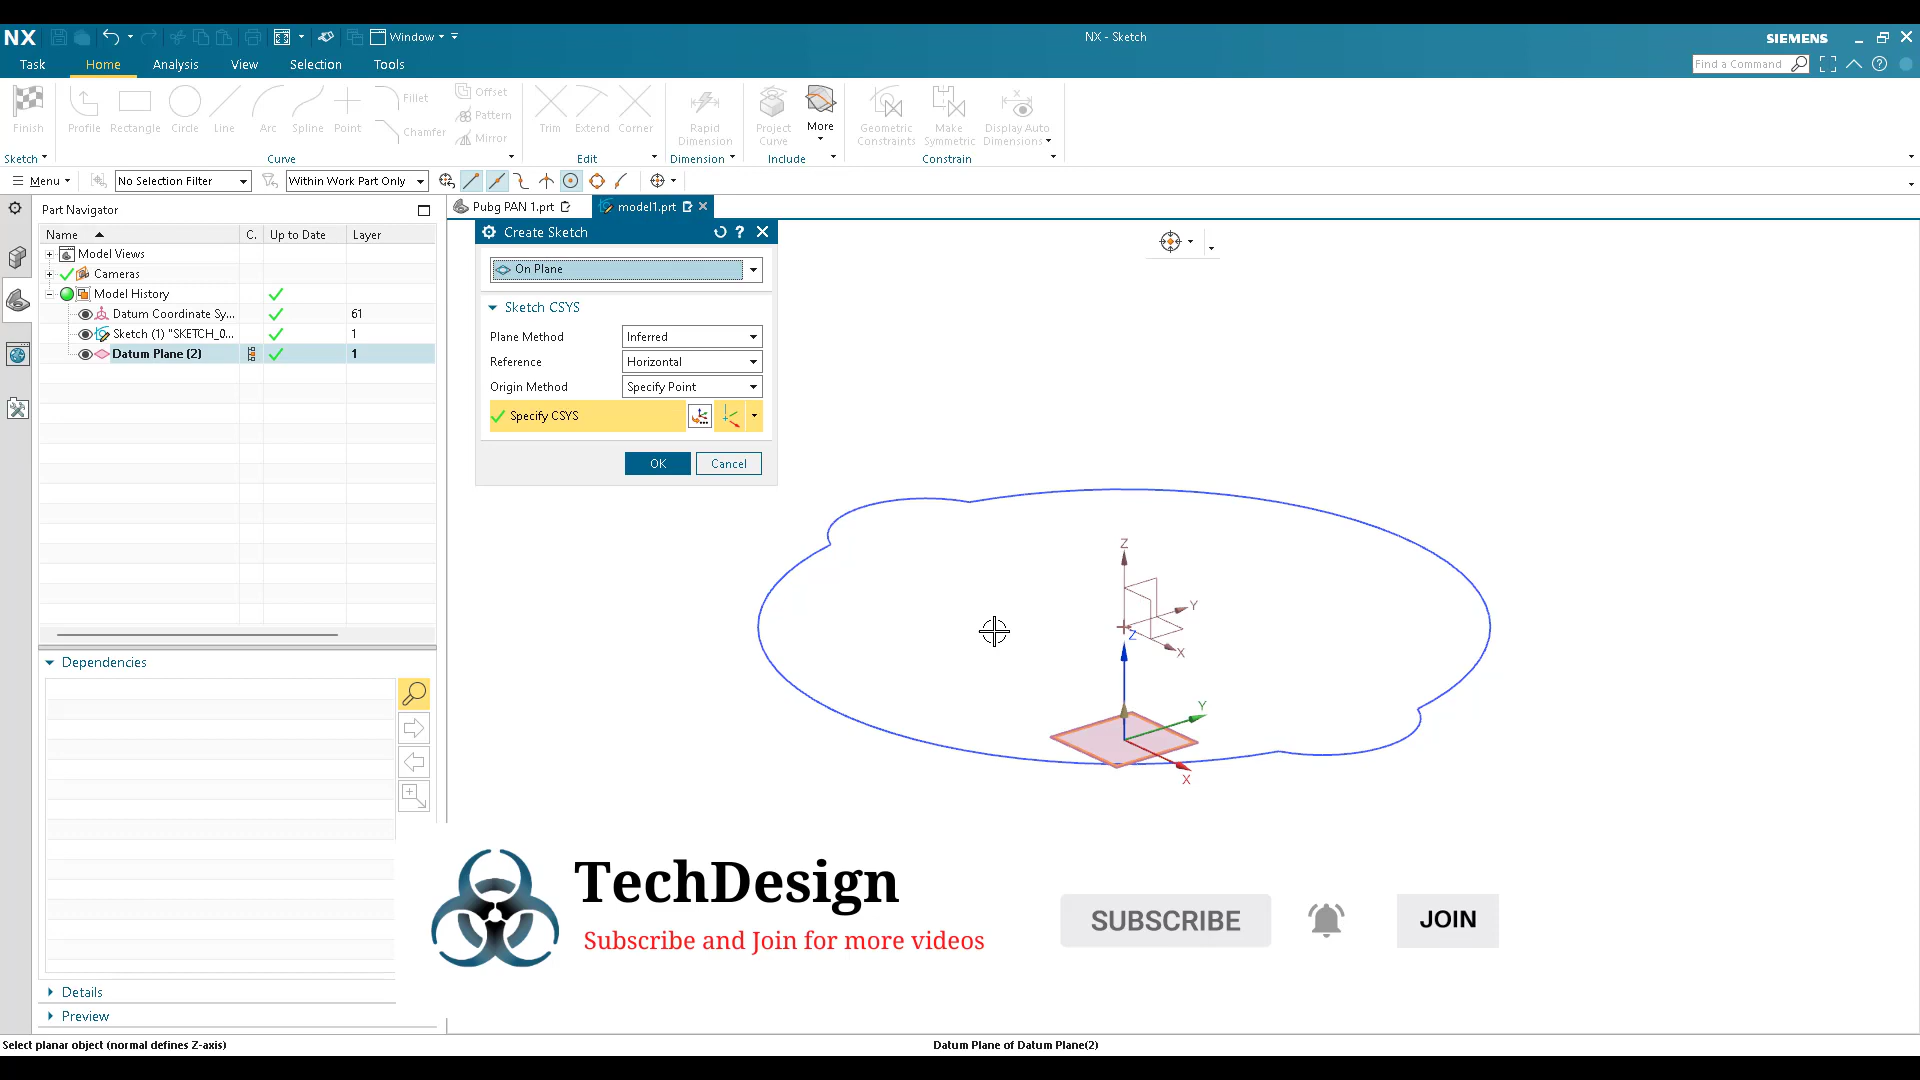 NX
Window
NX - Sketch
SIEMENS
Task
Home
Analysis
View
Selection
Tools
Find a Command
Finish
Profile
Rectangle
Circle
Line
Arc
Spline
Point
Fillet
Chamfer
Offset
Pattern
Mirror
Trim
Extend
Corner
Rapid
Dimension
Project
Curve
More
Geometric
Constraints
Make
Symmetric
Display Auto
Dimensions
Sketch
Curve
Edit
Dimension
Include
Constrain
Menu
No Selection Filter
Within Work Part Only
Part Navigator
Pubg PAN 1.prt
model1.prt
Name
C.
Up to Date
Layer
Model Views
Cameras
Model History
Datum Coordinate Sy...
61
Sketch (1) "SKETCH_0...
1
Datum Plane (2)
1
Create Sketch
On Plane
Sketch CSYS
Plane Method
Inferred
Reference
Horizontal
Origin Method
Specify Point
Specify CSYS
OK
Cancel
Z
Y
X
Z
Y
X
Dependencies
Details
Preview
TechDesign
Subscribe and Join for more videos
SUBSCRIBE
JOIN
Select planar object (normal defines Z-axis)
Datum Plane of Datum Plane(2)